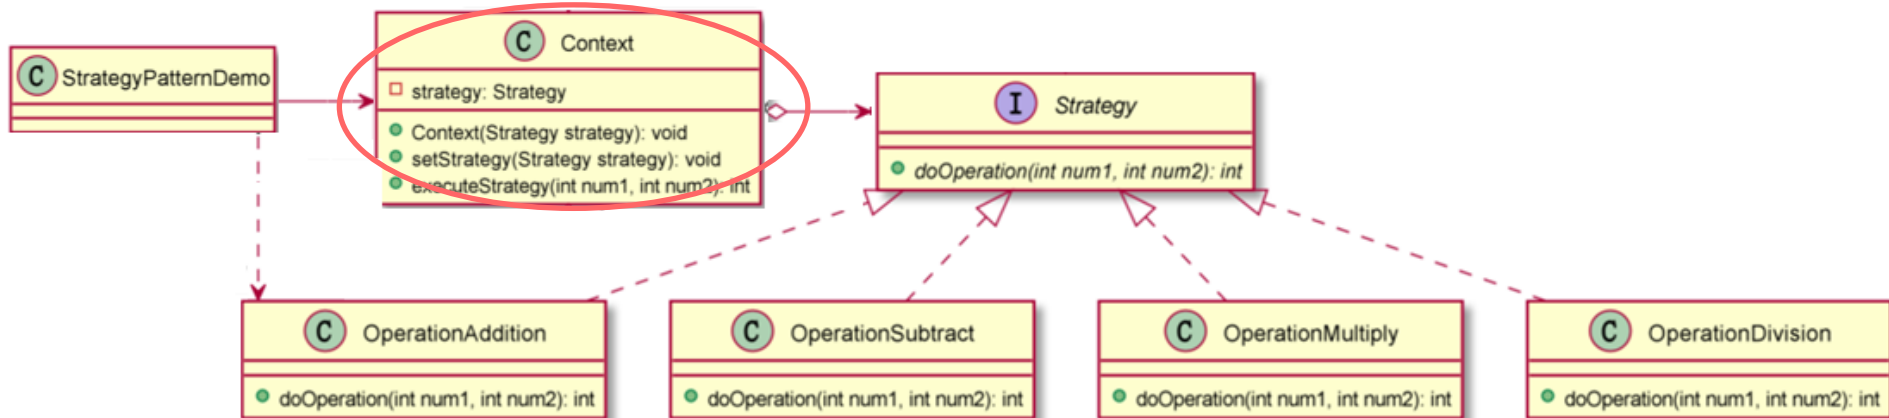 C StrategyPatternDemo
C Context
strategy: Strategy
Context(Strategy strategy): void
setStrategy(Strategy strategy): void
executeStrategy(int num1, int num2): int
I Strategy
doOperation(int num1, int num2): int
C OperationAddition
doOperation(int num1, int num2): int
C OperationSubtract
doOperation(int num1, int num2): int
C OperationMultiply
doOperation(int num1, int num2): int
C OperationDivision
doOperation(int num1, int num2): int